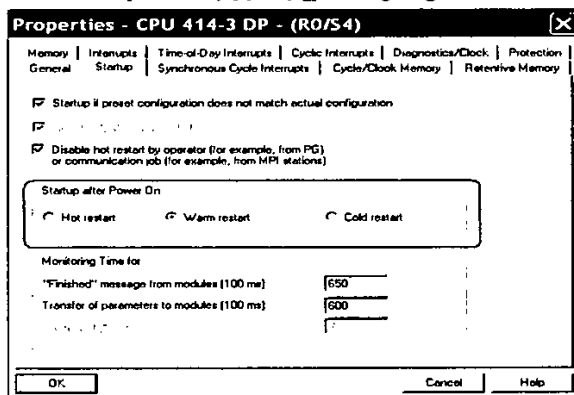 Properties - CPU 414-3 DP - (R0/S4)
Memory | Interrupts | Time-of-Day Interrupts | Cyclic Interrupts | Diagnostics/Clock | Protection
General Startup | Synchronous Cycle Interrupts | Cycle/Clock Memory | Retentive Memory
Startup if preset configuration does not match actual configuration
Disable hot restart by operator (for example, from PG)
or communication job (for example, from MPI stations)
Startup after Power On
Hot restart
Warm restart
Cold restart
Monitoring Time for
"Finished" message from modules (100 ms)
650
Transfer of parameters to modules (100 ms)
600
OK
Cancel
Help